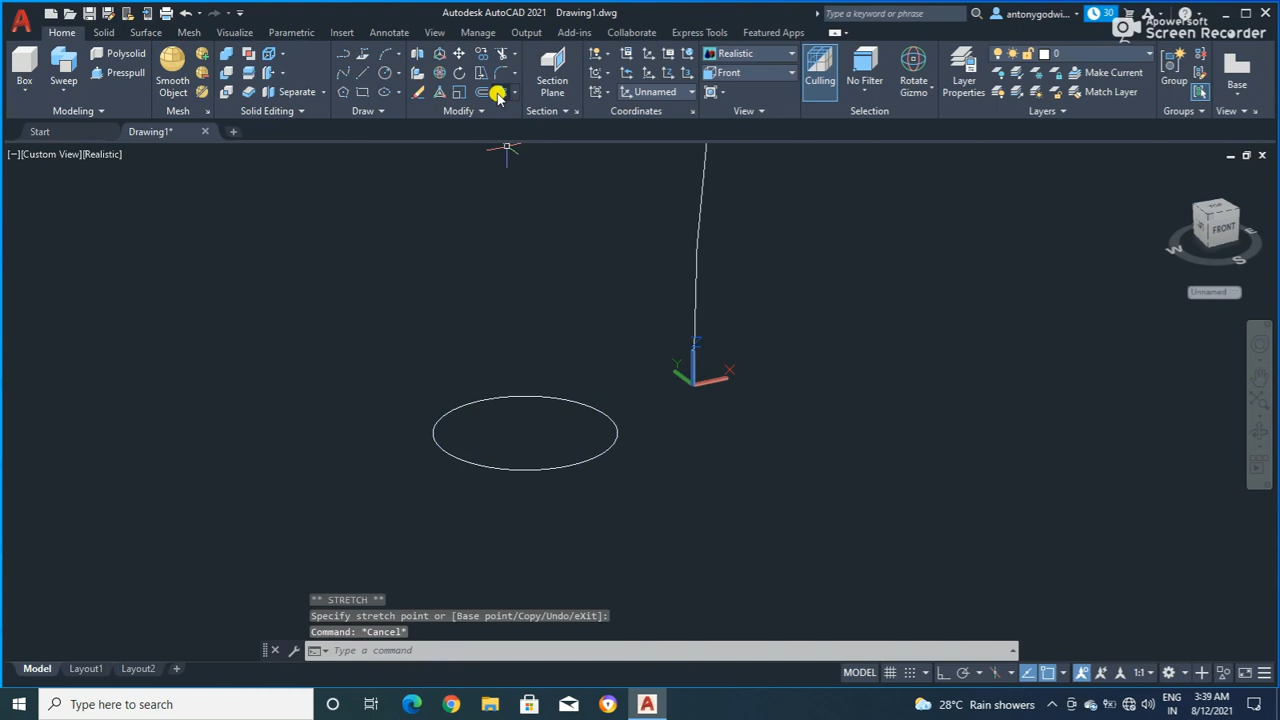 Autodesk AutoCAD 2021 Drawing1.dwg
Type a keyword or phrase
antonygodwi...
30
Apowersoft
Screen Recorder
Home Solid Surface Mesh Visualize Parametric Insert Annotate View Manage Output Add-ins Collaborate Express Tools Featured Apps
Box
Sweep
Polysolid
Presspull
Smooth
Object
Separate
Section
Plane
Realistic
Front
Unnamed
Culling
No Filter
Rotate
Gizmo
Layer
Properties
0
Make Current
Match Layer
Group
Base
Modeling Mesh Solid Editing Draw Modify Section Coordinates View Selection Layers Groups View
Start Drawing1*
[−][Custom View][Realistic]
TOP
FRONT
W
S
E
Unnamed
Z
Y
X
** STRETCH **
Specify stretch point or [Base point/Copy/Undo/eXit]:
Command: *Cancel*
Type a command
Model Layout1 Layout2 +
MODEL
1:1
Type here to search
28°C Rain showers
ENG
IN
3:39 AM
8/12/2021